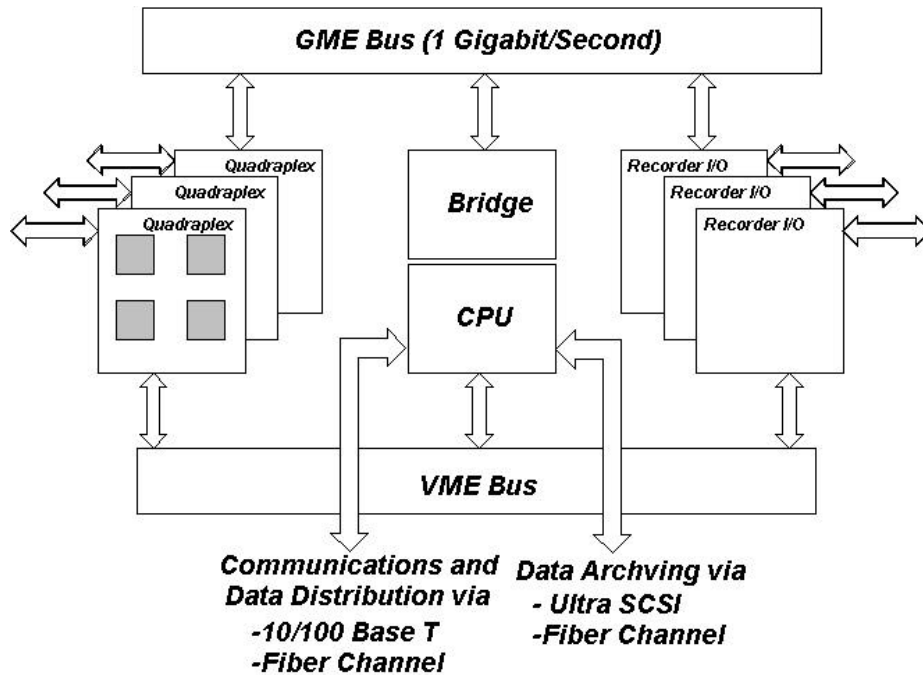 GME Bus (1 Gigabit/Second)
Quadraplex
Quadraplex
Quadraplex
Bridge
CPU
Recorder I/O
Recorder I/O
Recorder I/O
VME Bus
Communications and
Data Distribution via
-10/100 Base T
-Fiber Channel
Data Archving via
- Ultra SCSI
-Fiber Channel